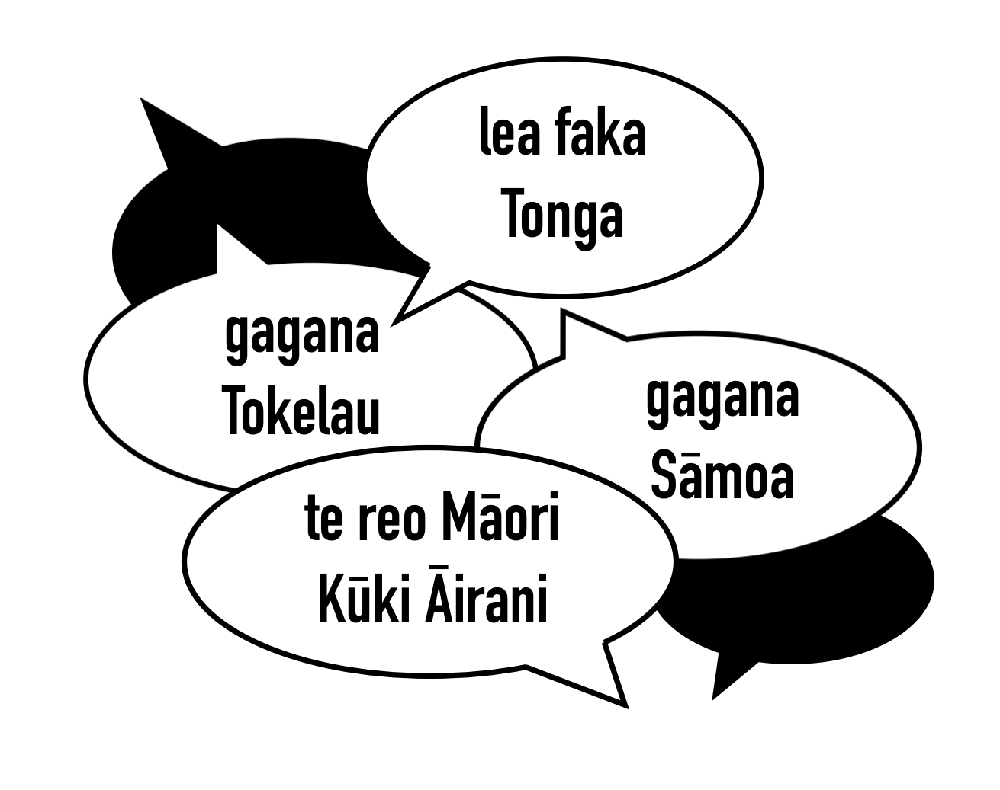 lea faka
Tonga
gagana
Tokelau
gagana
Sāmoa
te reo Māori
Kūki Āirani